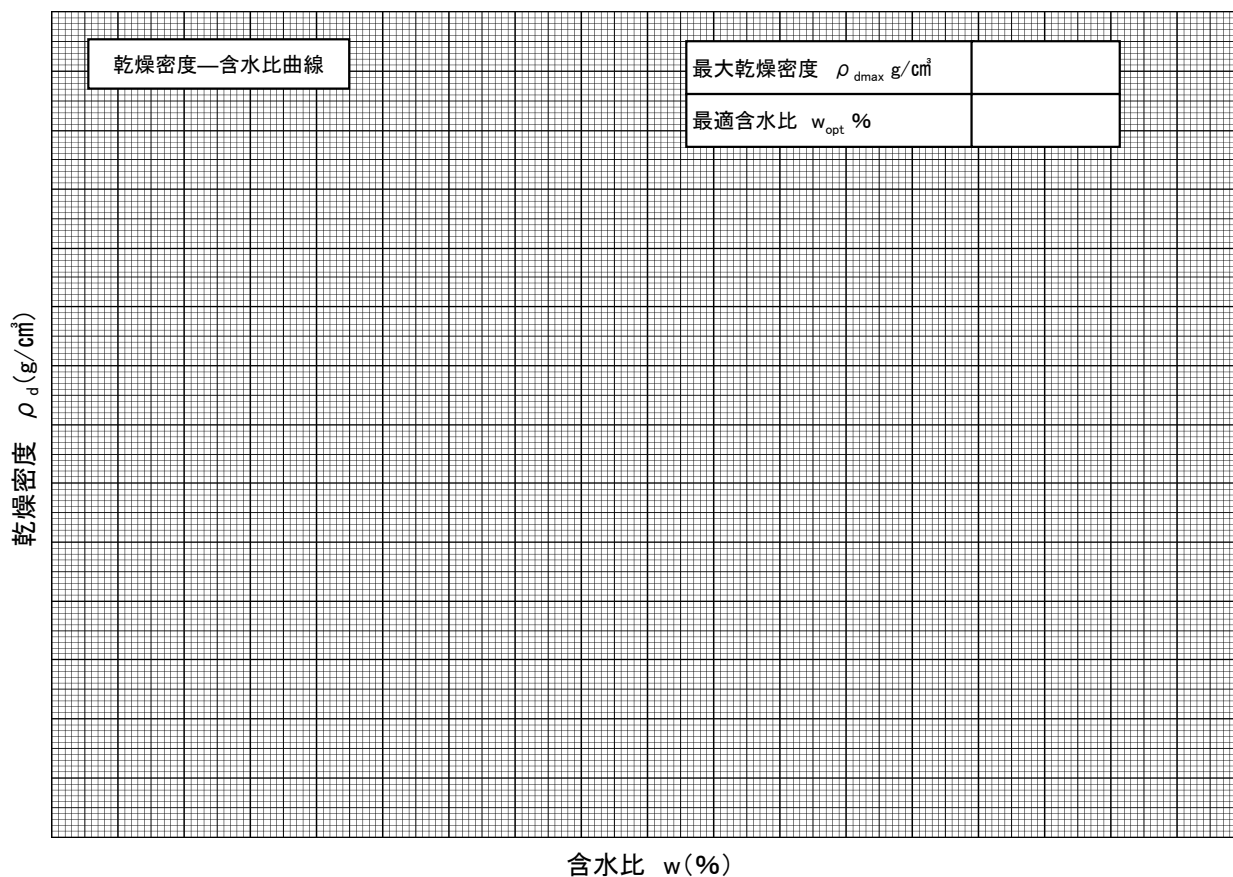 乾燥密度―含水比曲線
最大乾燥密度 ρdmax g/c㎥
最適含水比 wopt %
乾燥密度 ρd(g/c㎥)
含水比 w(%)